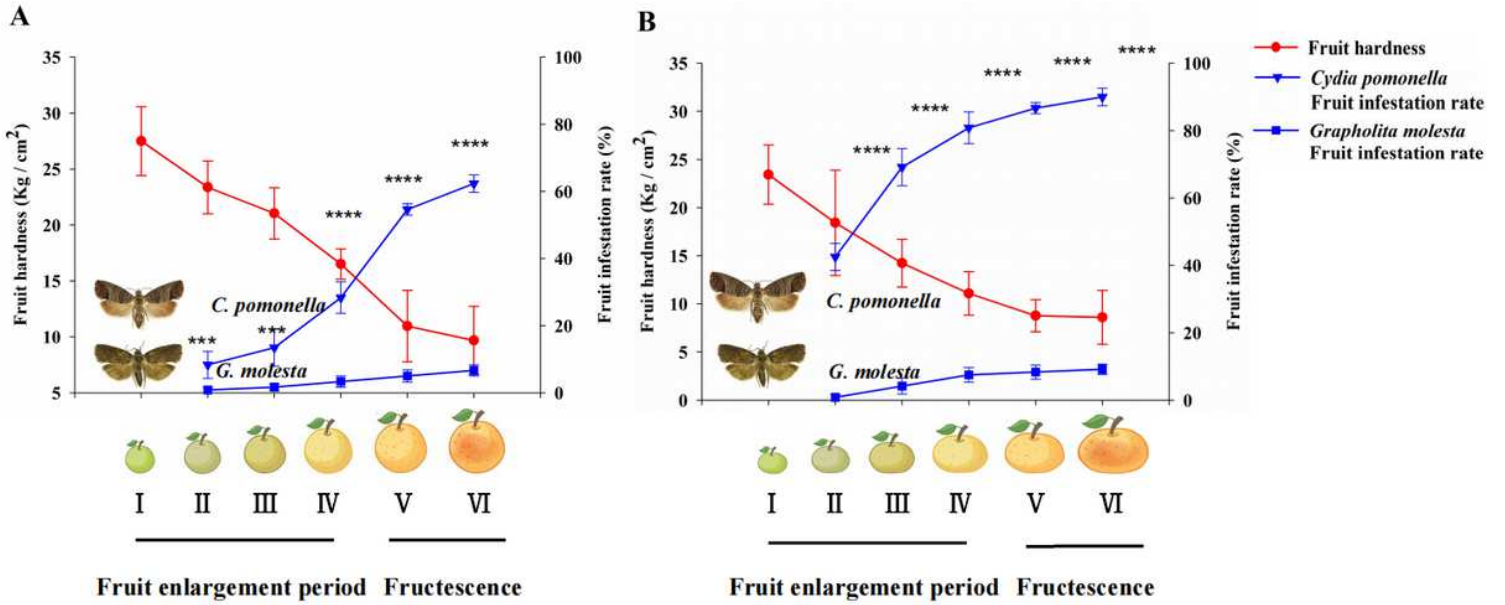 A
Fruit hardness (Kg / cm2)
35
30
25
20
15
10
5
100
80
60
40
20
0
Fruit infestation rate (%)
***
***
****
****
****
C. pomonella
G. molesta
I
II
III
IV
V
VI
Fruit enlargement period
Fructescence
B
Fruit hardness (Kg / cm2)
35
30
25
20
15
10
5
0
100
80
60
40
20
0
Fruit infestation rate (%)
****
****
****
****
****
C. pomonella
G. molesta
I
II
III
IV
V
VI
Fruit enlargement period
Fructescence
Fruit hardness
Cydia pomonella
Fruit infestation rate
Grapholita molesta
Fruit infestation rate